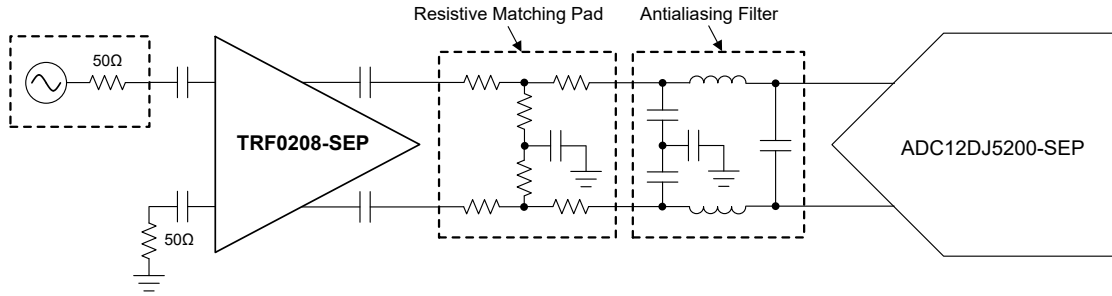 Resistive Matching Pad
Antialiasing Filter
50Ω
TRF0208-SEP
ADC12DJ5200-SEP
50Ω